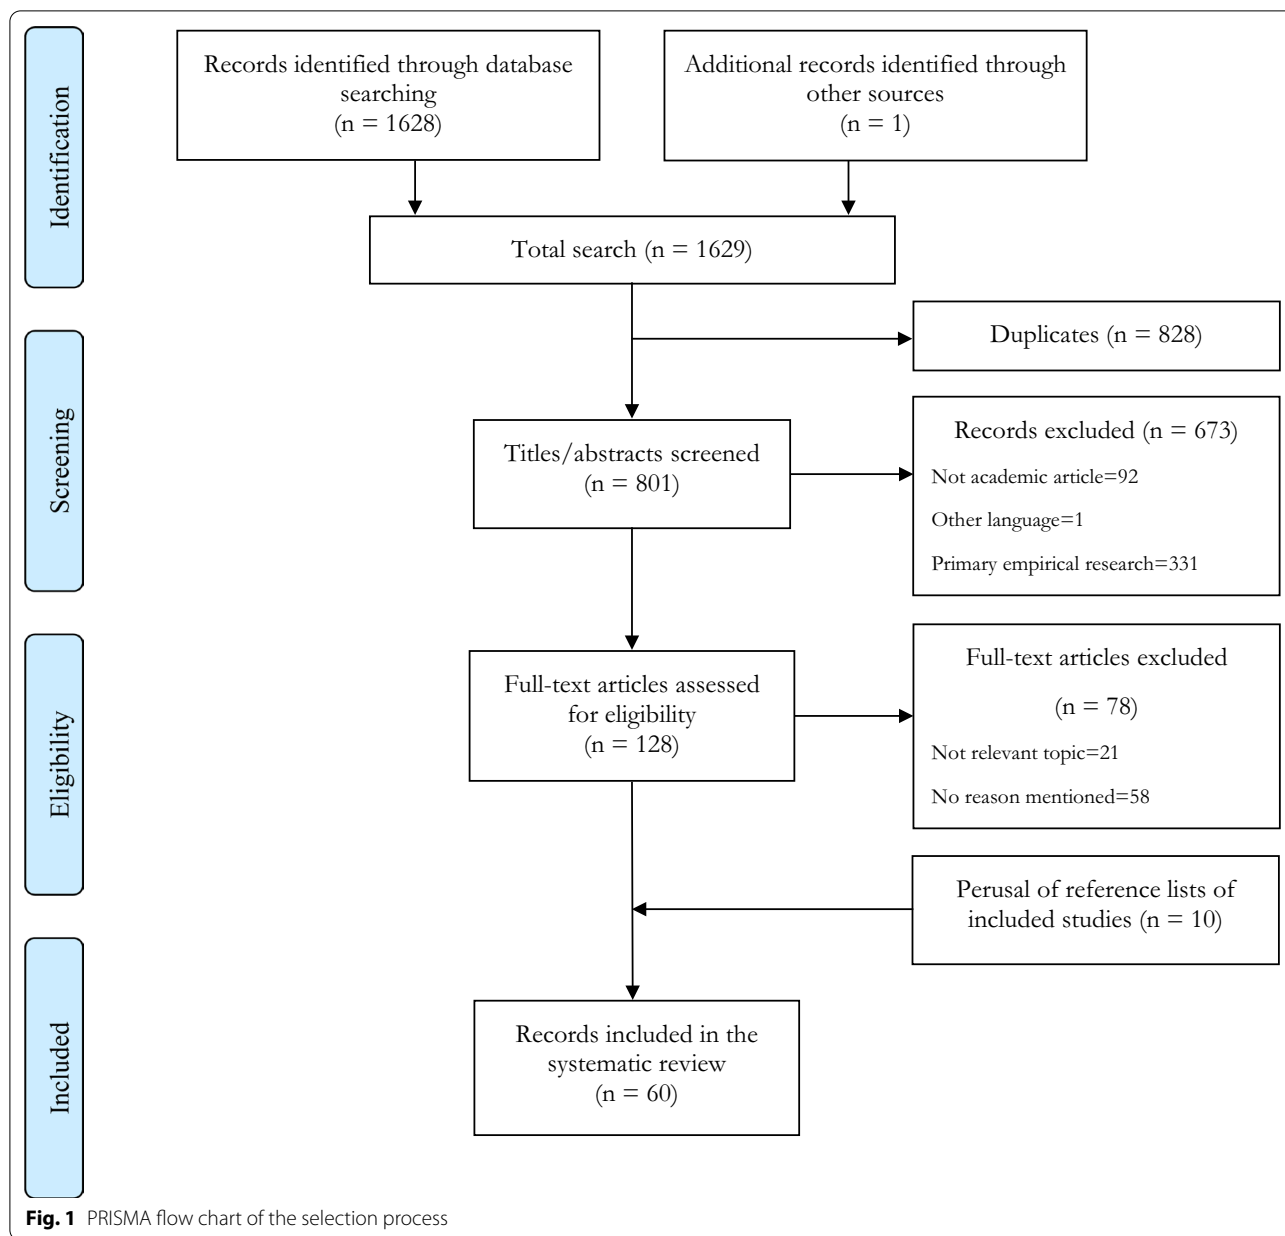 Identification
Records identified through database
searching
(n = 1628)
Additional records identified through
other sources
(n = 1)
Total search (n = 1629)
Duplicates (n = 828)
Screening
Titles/abstracts screened
(n = 801)
Records excluded (n = 673)
Not academic article=92
Other language=1
Primary empirical research=331
Eligibility
Full-text articles assessed
for eligibility
(n = 128)
Full-text articles excluded
(n = 78)
Not relevant topic=21
No reason mentioned=58
Perusal of reference lists of
included studies (n = 10)
Included
Records included in the
systematic review
(n = 60)
Fig. 1 PRISMA flow chart of the selection process